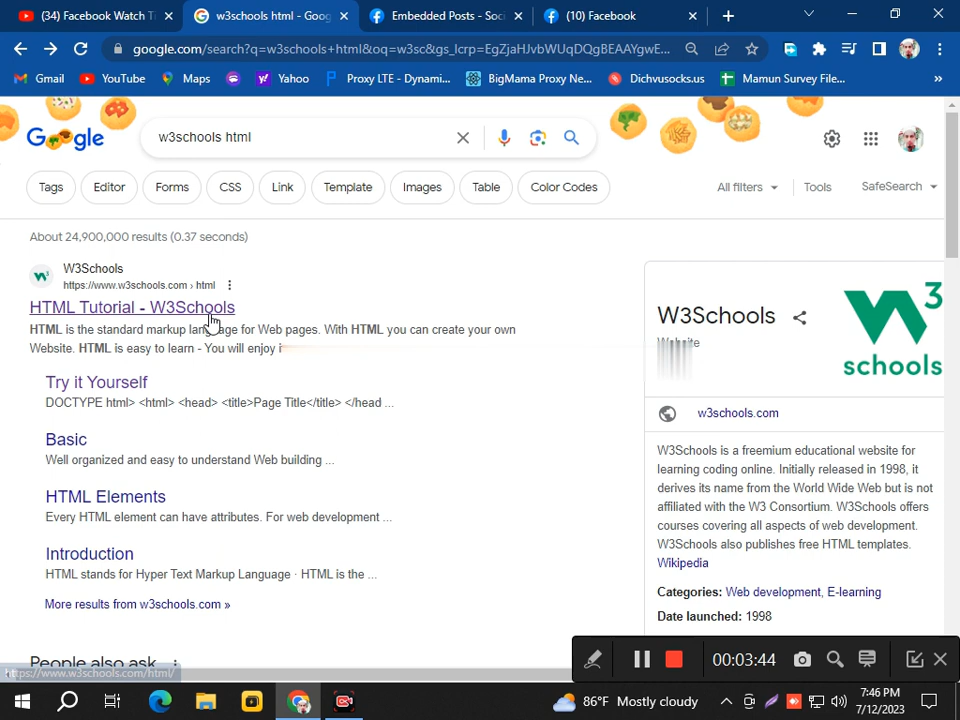 (34) Facebook Watch T
w3schools html - Goog
Embedded Posts - Soci
(10) Facebook
google.com/search?q=w3schools+html&oq=w3sc&gs_lcrp=EgZjaHJvbWUqDQgBEAAYgwE...
Gmail
YouTube
Maps
Yahoo
Proxy LTE - Dynami...
BigMama Proxy Ne...
Dichvusocks.us
Mamun Survey File...
»
Google
w3schools html
Tags
Editor
Forms
CSS
Link
Template
Images
Table
Color Codes
All filters
Tools
SafeSearch
About 24,900,000 results (0.37 seconds)
W3Schools
https://www.w3schools.com › html
HTML Tutorial - W3Schools
HTML is the standard markup language for Web pages. With HTML you can create your own
Website. HTML is easy to learn - You will enjoy i
Try it Yourself
DOCTYPE html> <html> <head> <title>Page Title</title> </head ...
Basic
Well organized and easy to understand Web building ...
HTML Elements
Every HTML element can have attributes. For web development ...
Introduction
HTML stands for Hyper Text Markup Language · HTML is the ...
More results from w3schools.com »
People also ask
https://www.w3schools.com/html/
W3Schools
Website
W3
schools
w3schools.com
W3Schools is a freemium educational website for
learning coding online. Initially released in 1998, it
derives its name from the World Wide Web but is not
affiliated with the W3 Consortium. W3Schools offers
courses covering all aspects of web development.
W3Schools also publishes free HTML templates.
Wikipedia
Categories: Web development, E-learning
Date launched: 1998
00:03:44
86°F Mostly cloudy
7:46 PM
7/12/2023